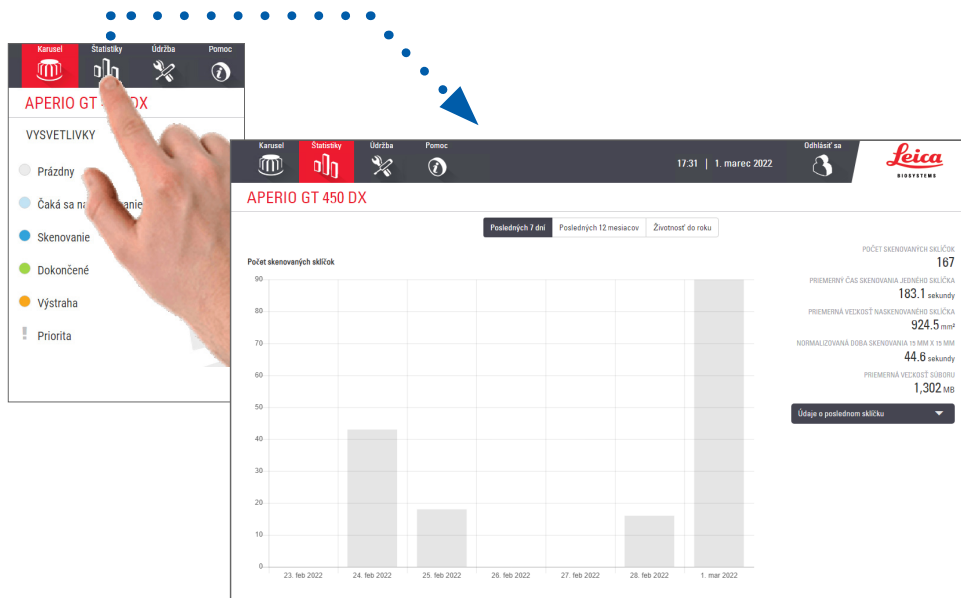 Karusel
Štatistiky
Údržba
Pomoc
APERIO GT DX
VYSVETLIVKY
Prázdny
Čaká sa na
Skenovanie
Dokončené
Výstraha
Priorita
Karusel
Štatistiky
Údržba
Pomoc
17:31 | 1. marec 2022
Odhlásiť sa
Leica
BIOSYSTEMS
APERIO GT 450 DX
Posledných 7 dní
Posledných 12 mesiacov
Životnosť do roku
Počet skenovaných sklíčok
90
80
70
60
50
40
30
20
10
0
23. feb 2022
24. feb 2022
25. feb 2022
26. feb 2022
27. feb 2022
28. feb 2022
1. mar 2022
POČET SKENOVANÝCH SKLÍČOK
167
PRIEMERNÝ ČAS SKENOVANIA JEDNÉHO SKLÍČKA
183.1 sekundy
PRIEMERNÁ VEĽKOSŤ NASKENOVANÉHO SKLÍČKA
924.5 mm²
NORMALIZOVANÁ DOBA SKENOVANIA 15 MM X 15 MM
44.6 sekundy
PRIEMERNÁ VEĽKOSŤ SÚBORU
1,302 MB
Údaje o poslednom sklíčku